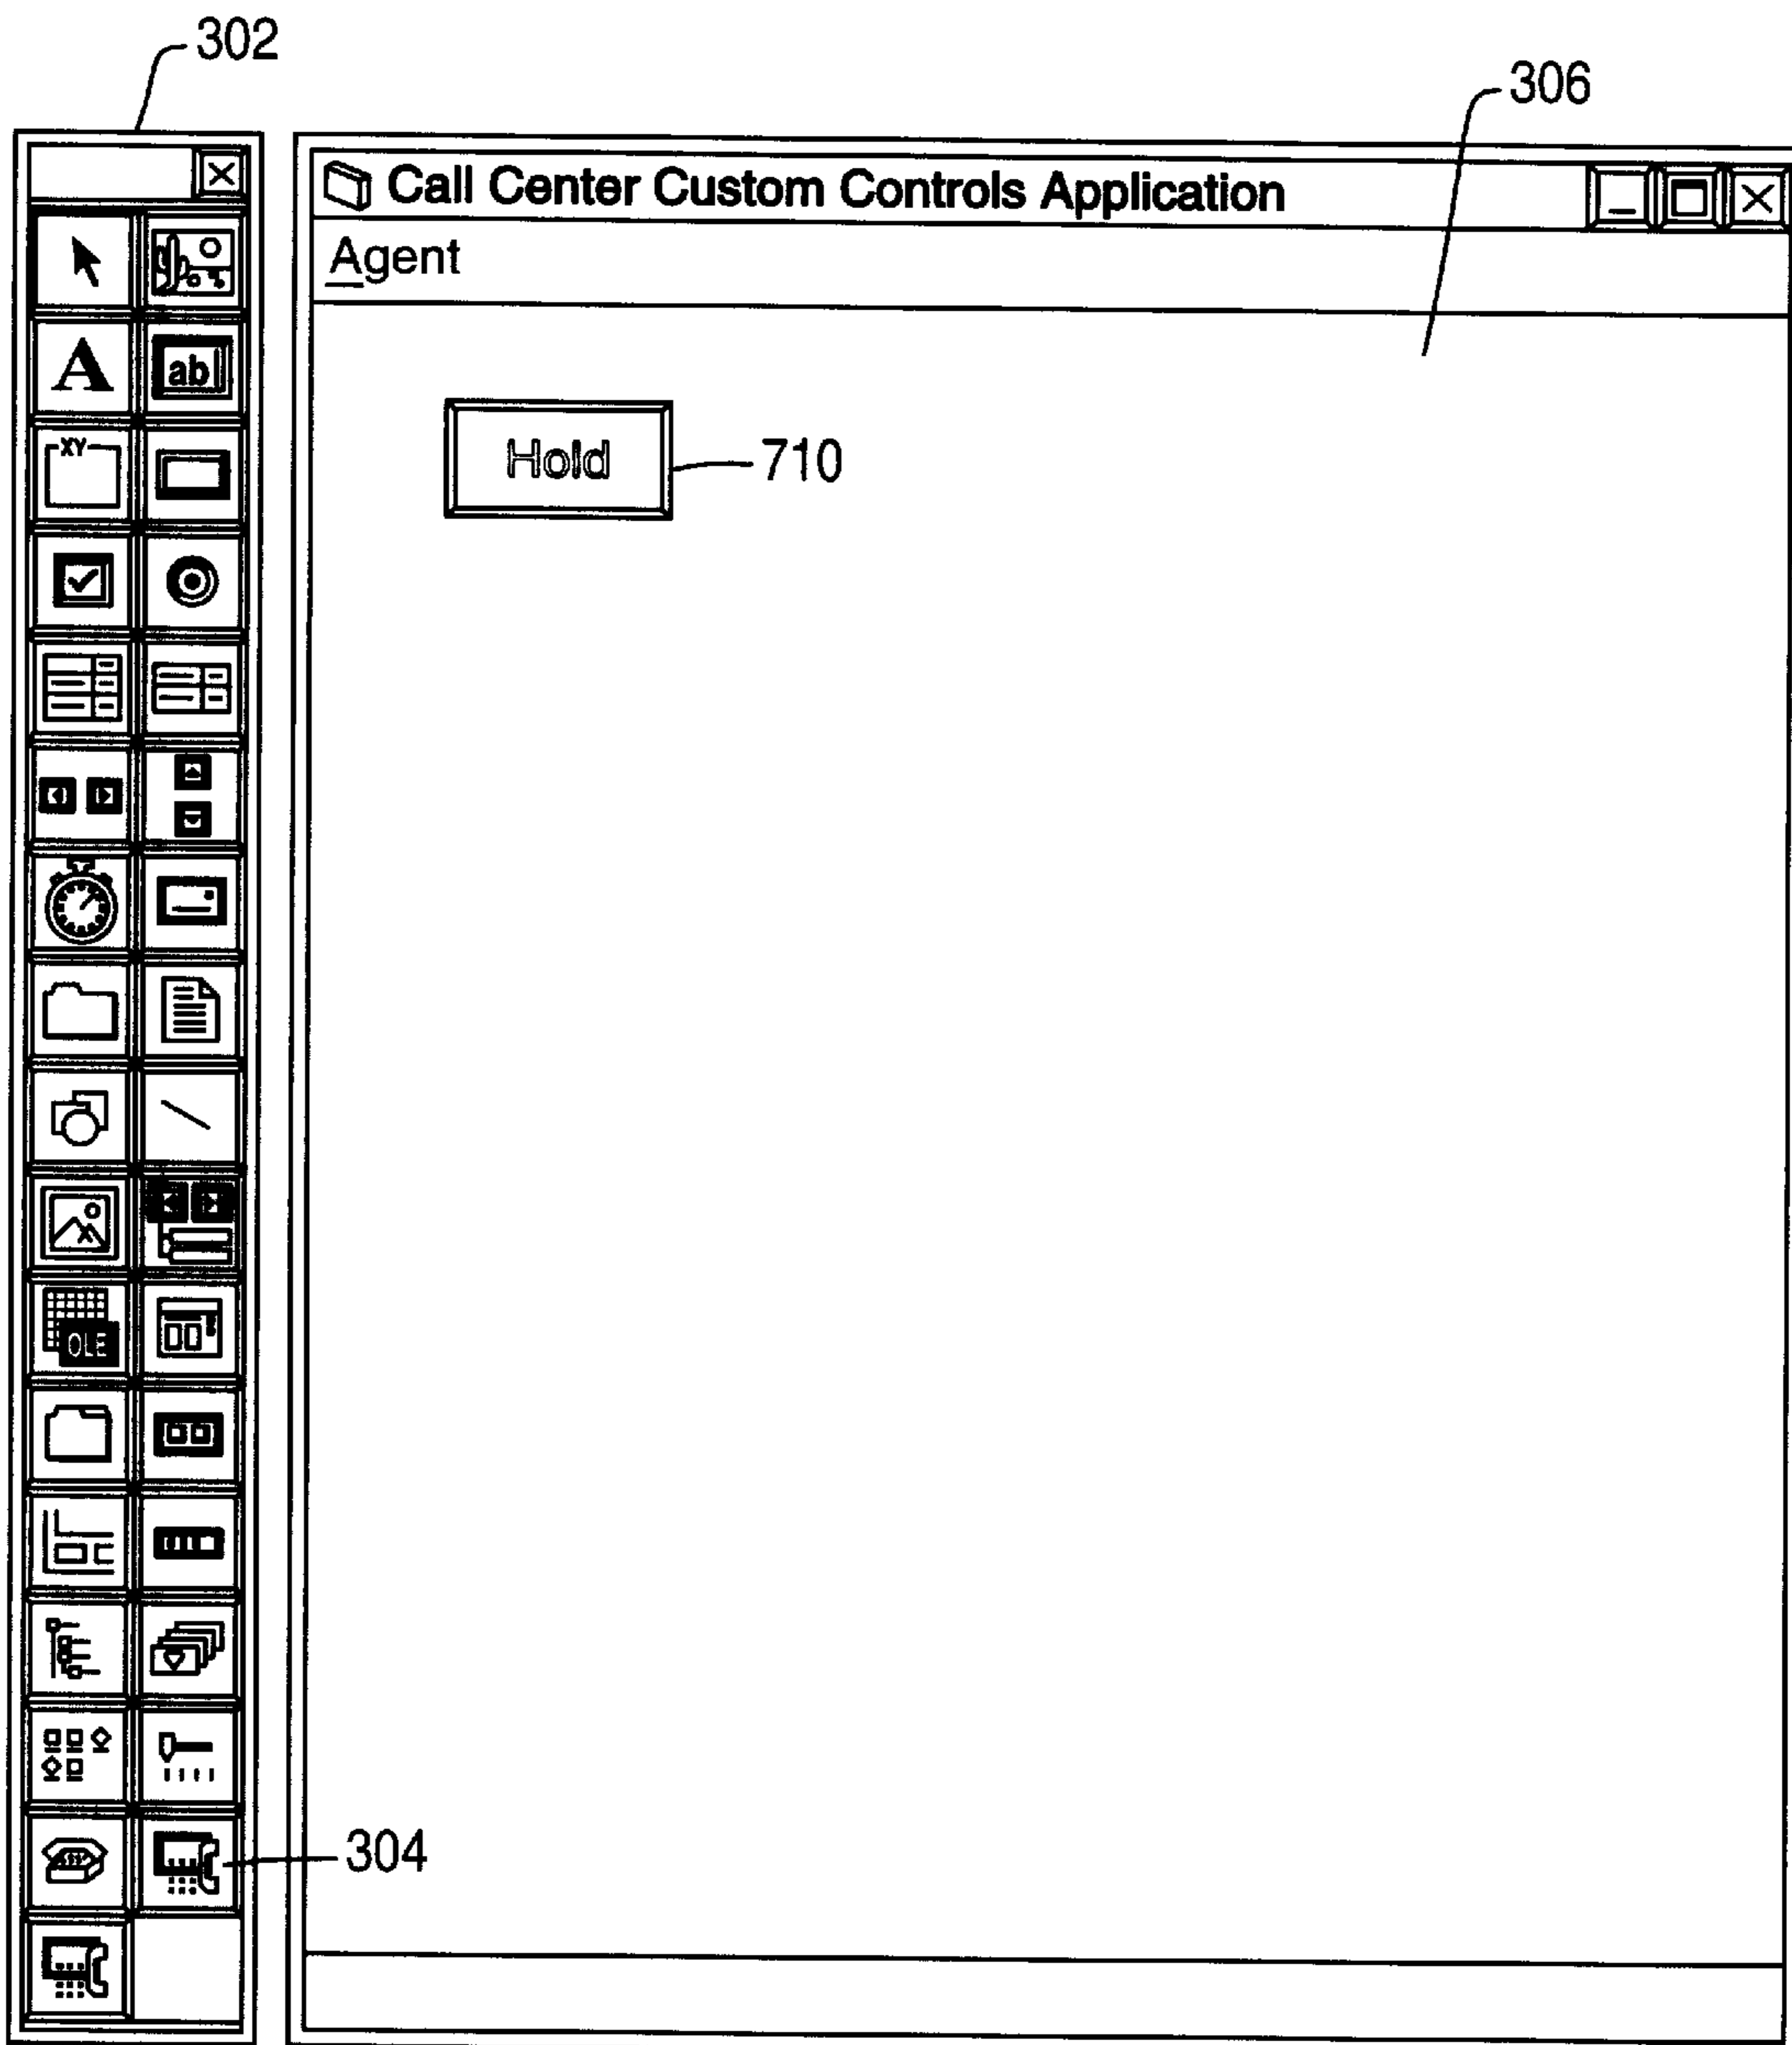 302
306
Call Center Custom Controls Application
Agent
A
ab
XY
Hold
710
OLE
304